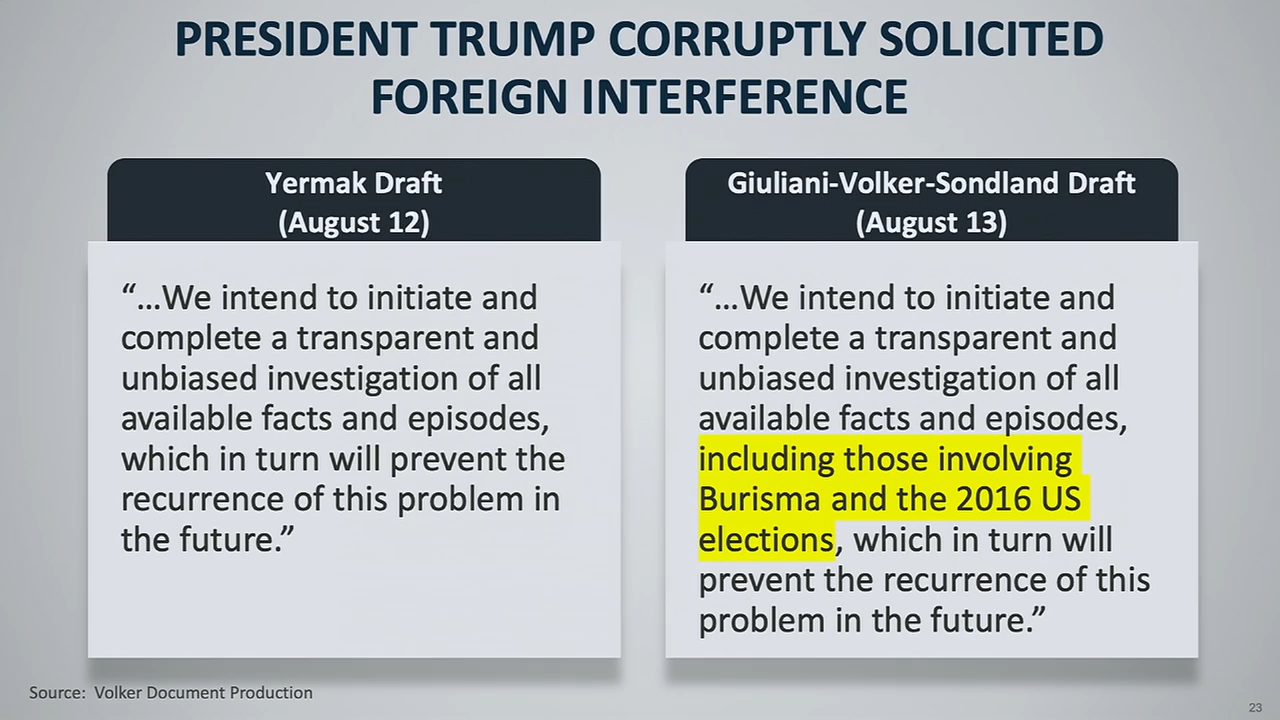 PRESIDENT TRUMP CORRUPTLY SOLICITED
FOREIGN INTERFERENCE
Yermak Draft
(August 12)
“...We intend to initiate and
complete a transparent and
unbiased investigation of all
available facts and episodes,
which in turn will prevent the
recurrence of this problem in
the future.”
Giuliani-Volker-Sondland Draft
(August 13)
“...We intend to initiate and
complete a transparent and
unbiased investigation of all
available facts and episodes,
including those involving
Burisma and the 2016 US
elections, which in turn will
prevent the recurrence of this
problem in the future.”
Source: Volker Document Production
23